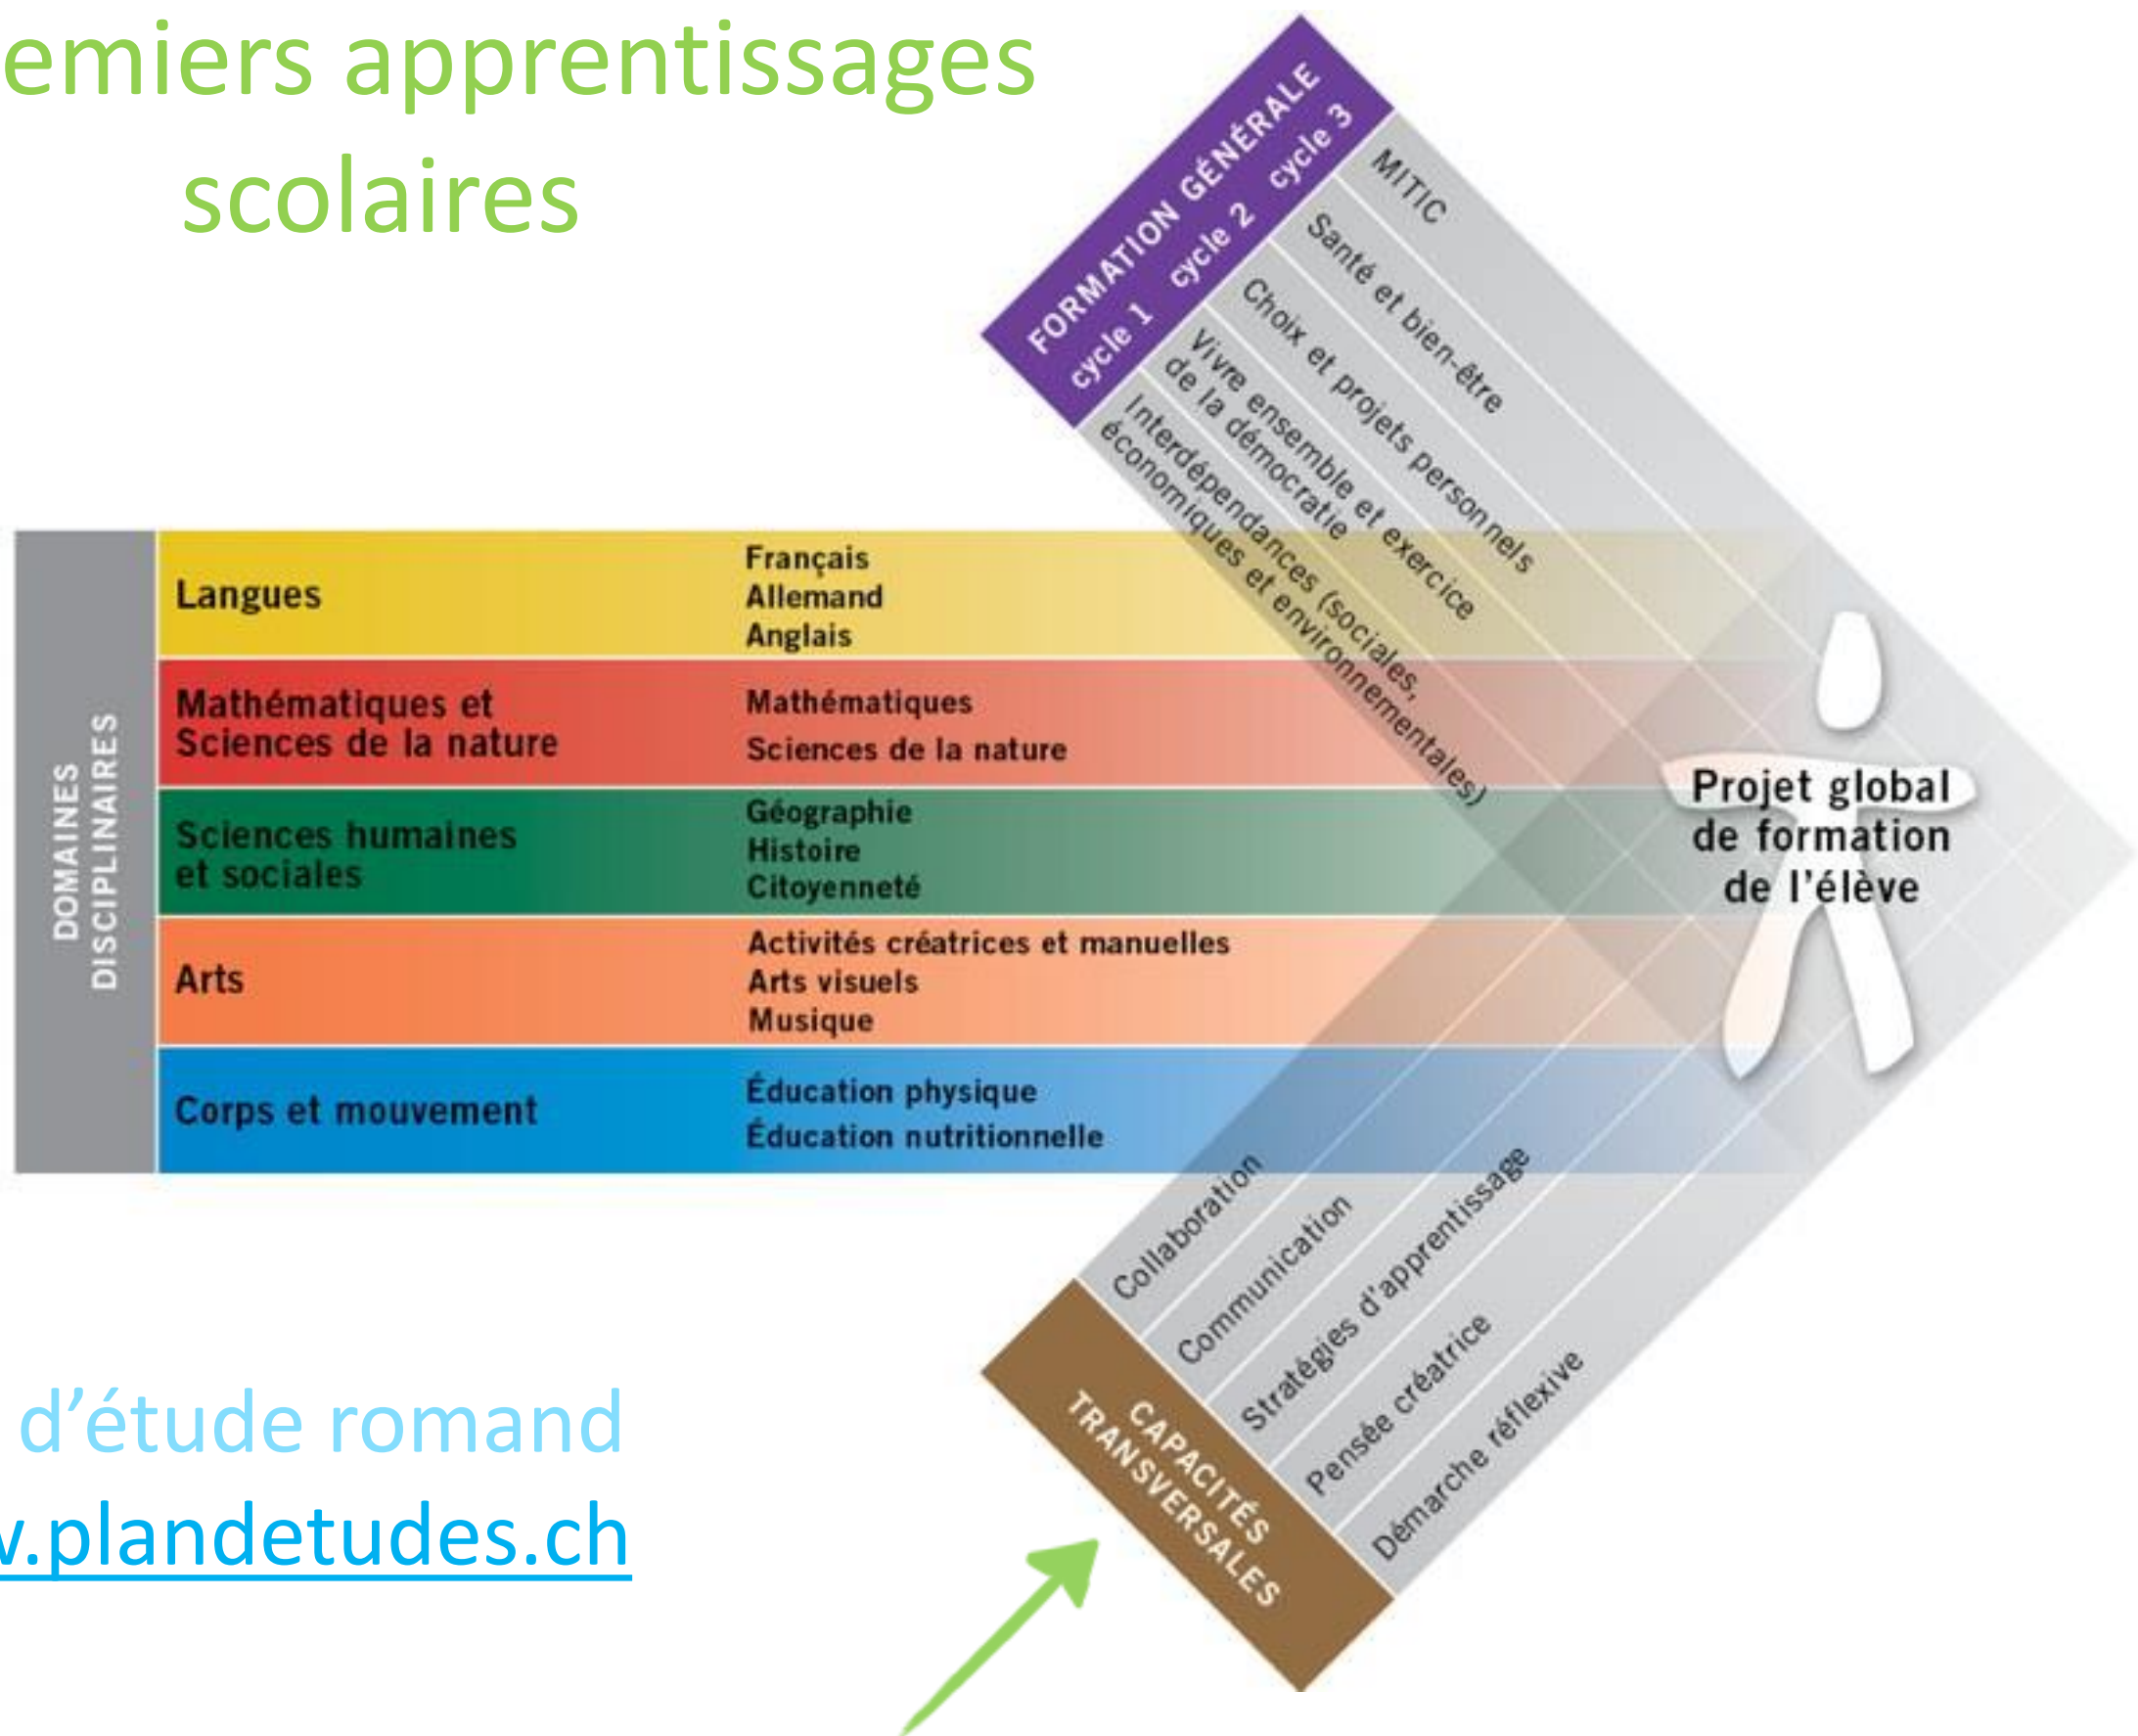 emiers apprentissages
scolaires
FORMATION GÉNÉRALE
cycle 1 cycle 2 cycle 3
MITIC
Santé et bien-être
Choix et projets personnels
Vivre ensemble et exercice
de la démocratie
Interdépendances (sociales,
économiques et environnementales)
DOMAINES
DISCIPLINAIRES
Langues
Français
Allemand
Anglais
Mathématiques et
Sciences de la nature
Mathématiques
Sciences de la nature
Sciences humaines
et sociales
Géographie
Histoire
Citoyenneté
Arts
Activités créatrices et manuelles
Arts visuels
Musique
Corps et mouvement
Éducation physique
Éducation nutritionnelle
Projet global
de formation
de l'élève
Collaboration
Communication
Stratégies d'apprentissage
Pensée créatrice
Démarche réflexive
CAPACITÉS
TRANSVERSALES
d’étude romand
w.plandetudes.ch